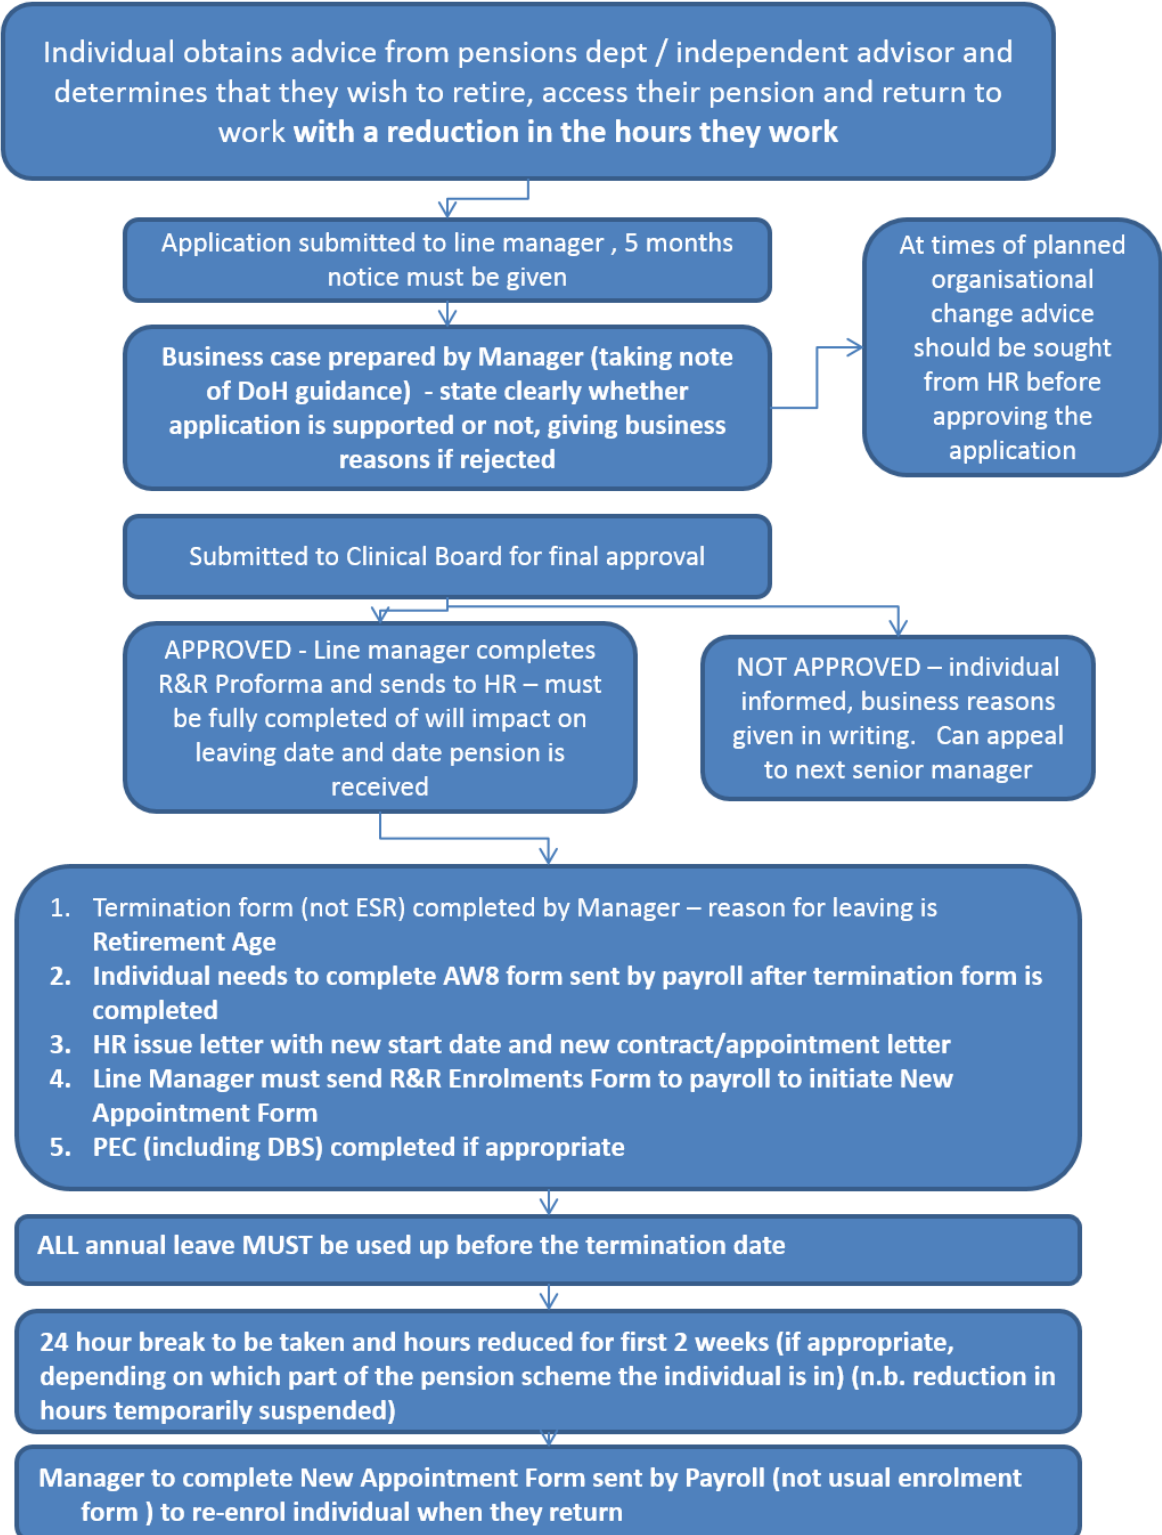 Individual obtains advice from pensions dept / independent advisor and
determines that they wish to retire, access their pension and return to
work with a reduction in the hours they work
Application submitted to line manager , 5 months
notice must be given
Business case prepared by Manager (taking note
of DoH guidance)  - state clearly whether
application is supported or not, giving business
reasons if rejected
At times of planned
organisational
change advice
should be sought
from HR before
approving the
application
Submitted to Clinical Board for final approval
APPROVED - Line manager completes
R&R Proforma and sends to HR – must
be fully completed of will impact on
leaving date and date pension is
received
NOT APPROVED – individual
informed, business reasons
given in writing.   Can appeal
to next senior manager
1. Termination form (not ESR) completed by Manager – reason for leaving is
Retirement Age
2. Individual needs to complete AW8 form sent by payroll after termination form is
completed
3. HR issue letter with new start date and new contract/appointment letter
4. Line Manager must send R&R Enrolments Form to payroll to initiate New
Appointment Form
5. PEC (including DBS) completed if appropriate
ALL annual leave MUST be used up before the termination date
24 hour break to be taken and hours reduced for first 2 weeks (if appropriate,
depending on which part of the pension scheme the individual is in) (n.b. reduction in
hours temporarily suspended)
Manager to complete New Appointment Form sent by Payroll (not usual enrolment
form ) to re-enrol individual when they return